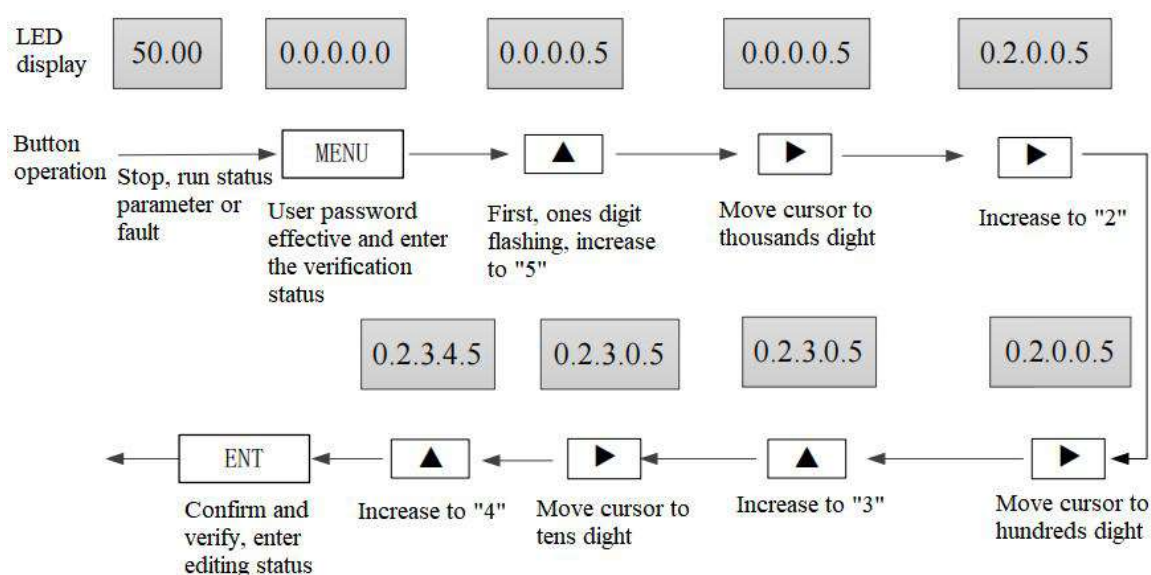 LED
display
50.00
0.0.0.0.0
0.0.0.0.5
0.0.0.0.5
0.2.0.0.5
Button
operation
Stop, run status
parameter or
fault
MENU
▲
▶
▶
User password
effective and enter
the verification
status
First, ones digit
flashing, increase
to "5"
Move cursor to
thousands dight
Increase to "2"
0.2.3.4.5
0.2.3.0.5
0.2.3.0.5
0.2.0.0.5
ENT
▲
▶
▲
▶
Confirm and
verify, enter
editing status
Increase to "4"
Move cursor to
tens dight
Increase to "3"
Move cursor to
hundreds dight